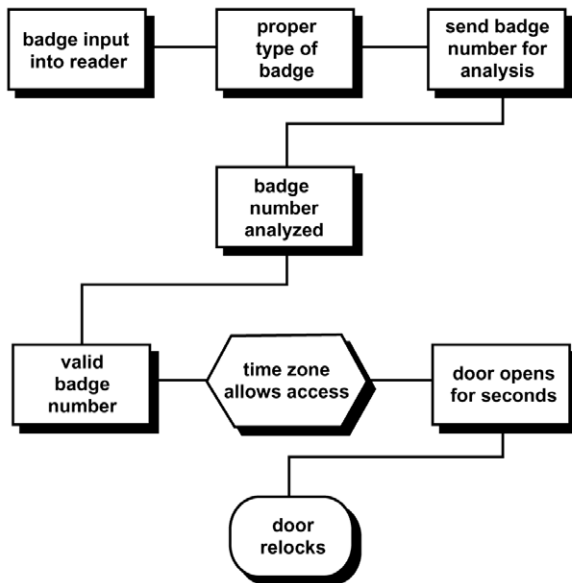 badge input
into reader
proper
type of
badge
send badge
number for
analysis
badge
number
analyzed
valid
badge
number
time zone
allows access
door opens
for seconds
door
relocks